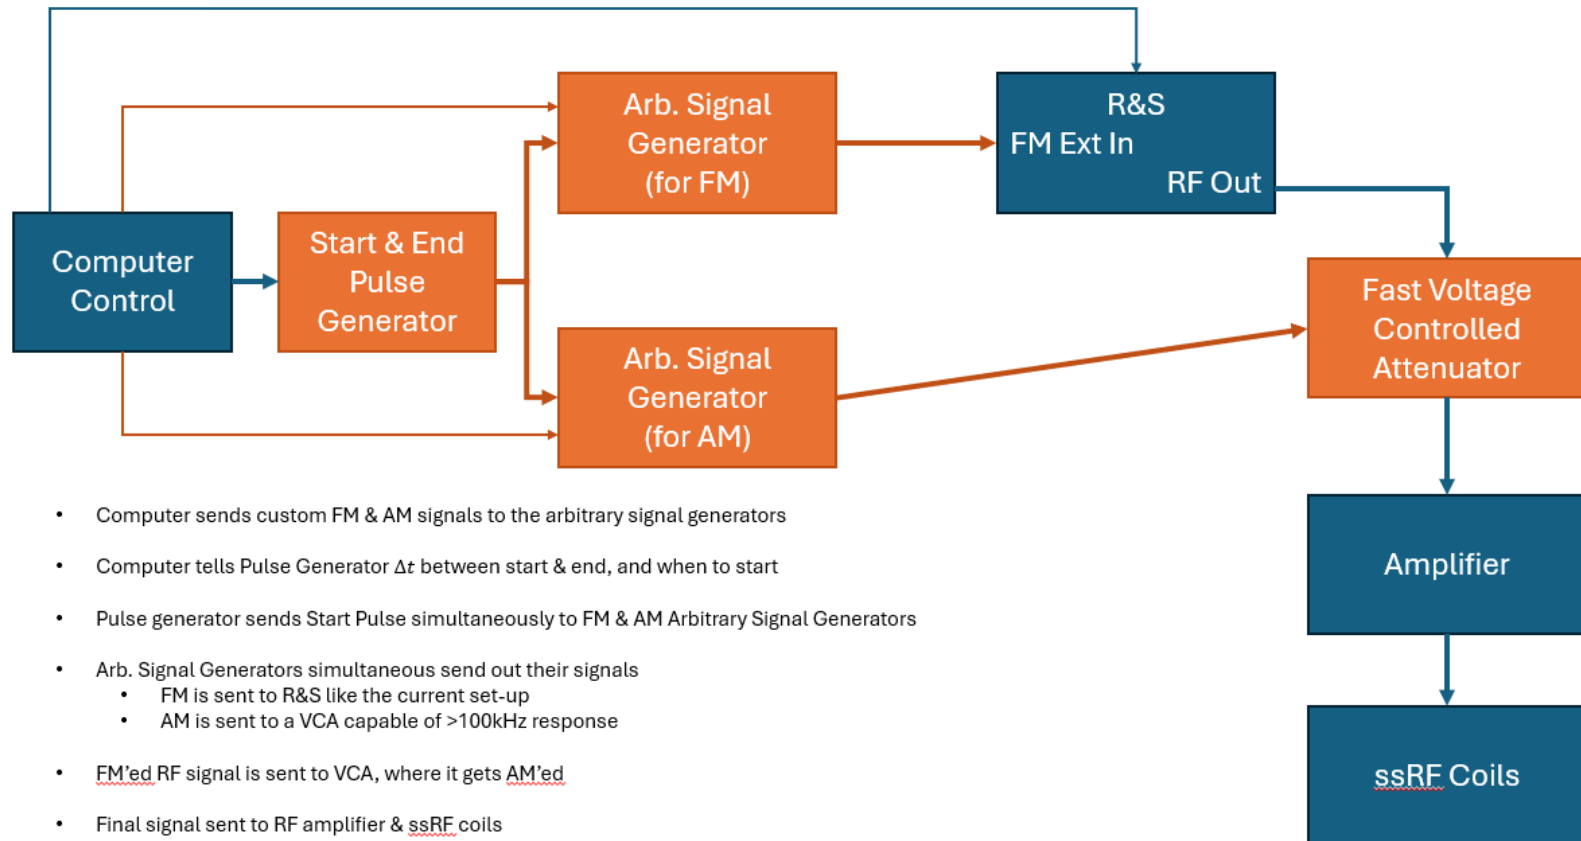 Arb. Signal
Generator
(for FM)
R&S
FM Ext In
RF Out
Computer
Control
Start & End
Pulse
Generator
Fast Voltage
Controlled
Attenuator
Arb. Signal
Generator
(for AM)
• Computer sends custom FM & AM signals to the arbitrary signal generators
• Computer tells Pulse Generator Δ𝑡 between start & end, and when to start
• Pulse generator sends Start Pulse simultaneously to FM & AM Arbitrary Signal Generators
• Arb. Signal Generators simultaneous send out their signals
• FM is sent to R&S like the current set-up
• AM is sent to a VCA capable of >100kHz response
• FM'ed RF signal is sent to VCA, where it gets AM'ed
• Final signal sent to RF amplifier & ssRF coils
Amplifier
ssRF Coils